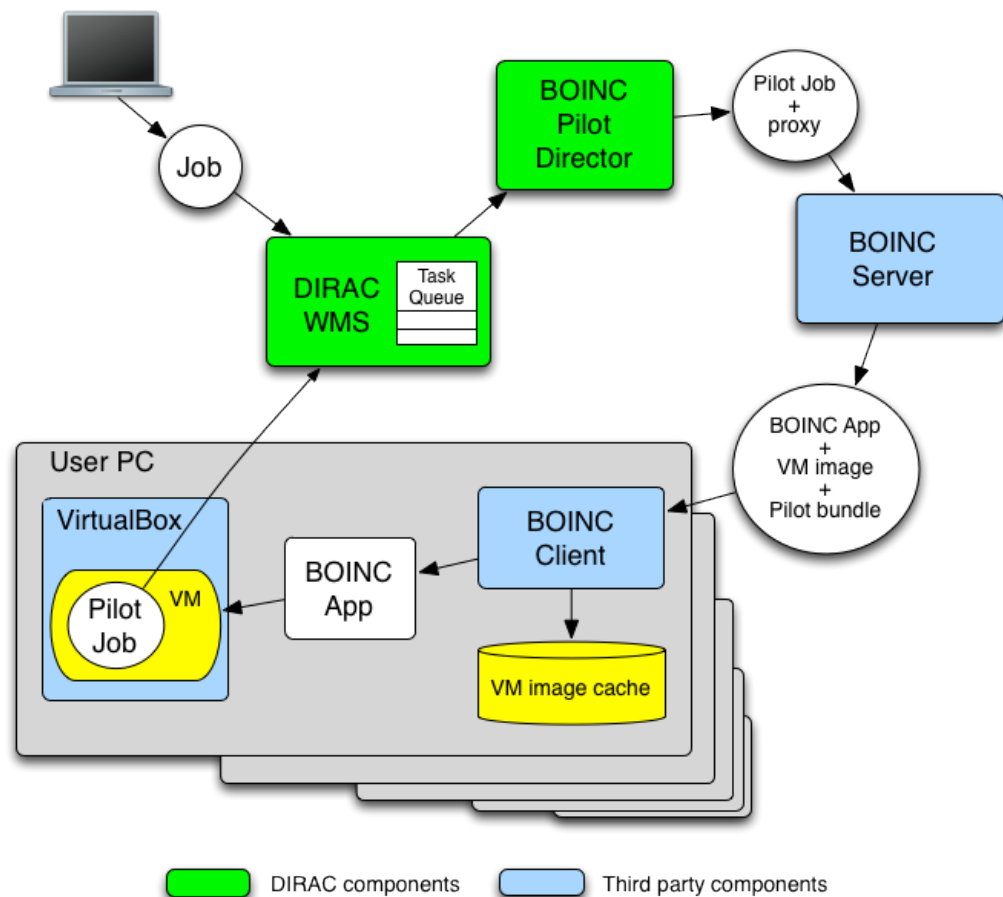 Job
BOINC
Pilot
Director
Pilot Job
+
proxy
BOINC
Server
DIRAC
WMS
Task
Queue
BOINC App
+
VM image
+
Pilot bundle
User PC
VirtualBox
VM
Pilot
Job
BOINC
App
BOINC
Client
VM image cache
DIRAC components
Third party components